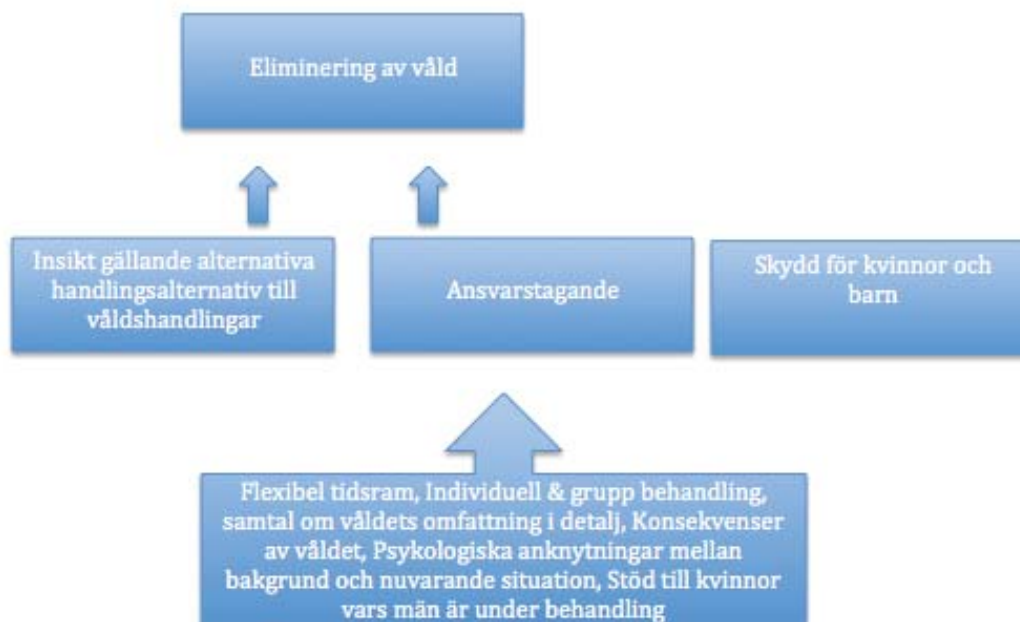 Eliminering av våld
Insikt gällande alternativa
handlingsalternativ till
våldshandlingar
Ansvarstagande
Skydd för kvinnor och
barn
Flexibel tidsram, Individuell & grupp behandling,
samtal om våldets omfattning i detalj, Konsekvenser
av våldet, Psykologiska anknytningar mellan
bakgrund och nuvarande situation, Stöd till kvinnor
vars män är under behandling